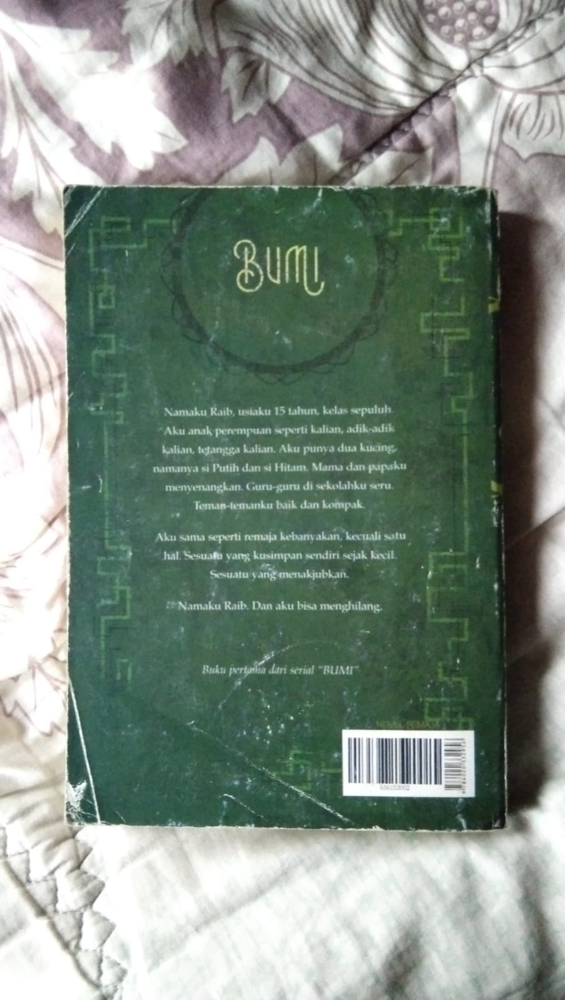 BUMI
Namaku Raib, usiaku 15 tahun, kelas sepuluh.
Aku anak perempuan seperti kalian, adik-adik
kalian, tetangga kalian. Aku punya dua kucing,
namanya si Putih dan si Hitam. Mama dan papaku
menyenangkan. Guru-guru di sekolahku seru.
Teman-temanku baik dan kompak.
Aku sama seperti remaja kebanyakan, kecuali satu
hal. Sesuatu yang kusimpan sendiri sejak kecil.
Sesuatu yang menakjubkan.
Namaku Raib. Dan aku bisa menghilang.
Buku pertama dari serial "BUMI"
NOVEL REMAJA
616153002
9786020332956